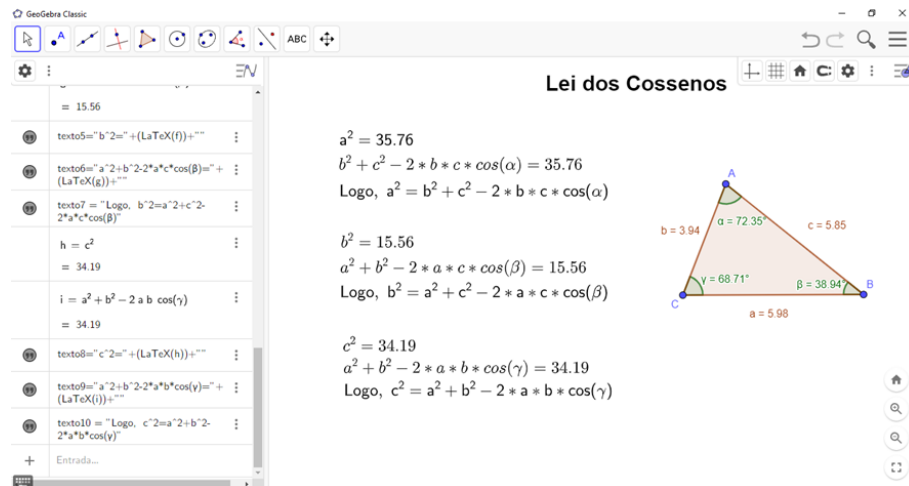 GeoGebra Classic
A
ABC
= 15.56
texto5="b^2="+(LaTeX(f))+""
texto6="a^2+b^2-2*a*c*cos(β)="+
(LaTeX(g))+""
texto7 = "Logo, b^2=a^2+c^2-
2*a*c*cos(β)"
h = c²
= 34.19
i = a² + b² − 2 a b cos(γ)
= 34.19
texto8="c^2="+(LaTeX(h))+""
texto9="a^2+b^2-2*a*b*cos(γ)="+
(LaTeX(i))+""
texto10 = "Logo, c^2=a^2+b^2-
2*a*b*cos(γ)"
Entrada...
Lei dos Cossenos
a² = 35.76
b² + c² − 2 * b * c * cos(α) = 35.76
Logo, a² = b² + c² − 2 * b * c * cos(α)
b² = 15.56
a² + b² − 2 * a * c * cos(β) = 15.56
Logo, b² = a² + c² − 2 * a * c * cos(β)
c² = 34.19
a² + b² − 2 * a * b * cos(γ) = 34.19
Logo, c² = a² + b² − 2 * a * b * cos(γ)
A
α = 72.35°
b = 3.94
c = 5.85
γ = 68.71°
β = 38.94°
B
C
a = 5.98